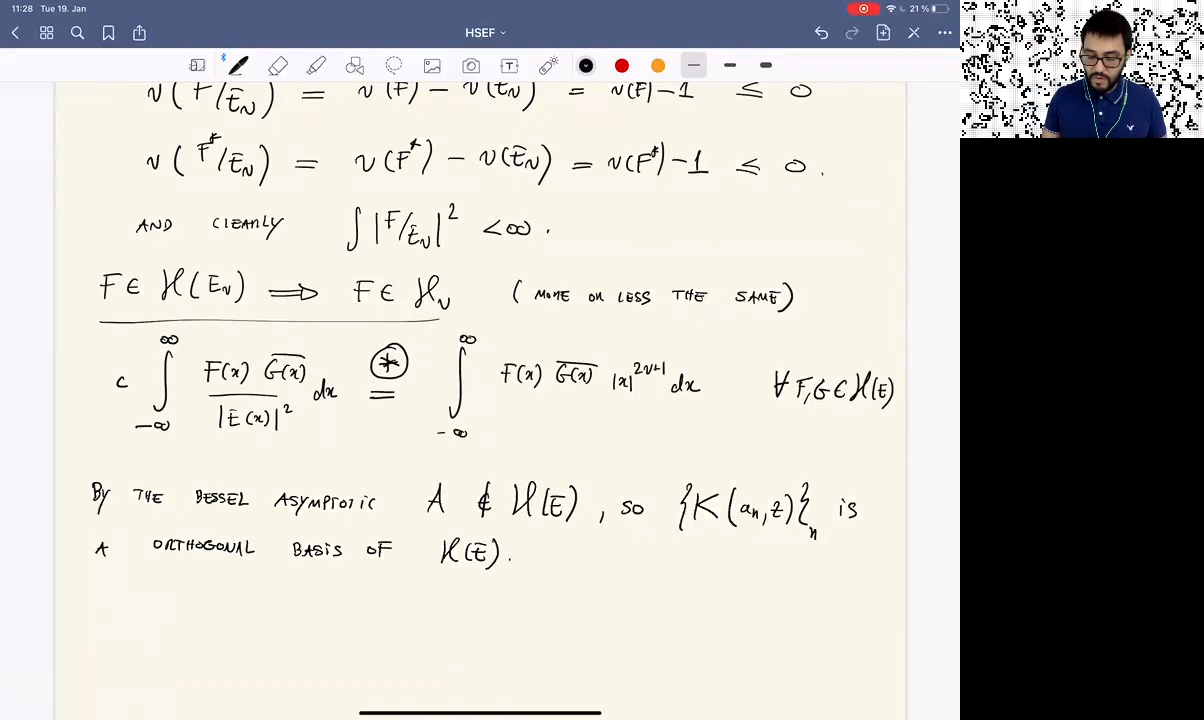 11:28 Tue 19. Jan
21 %
HSEF
v(F/E_ν) = v(F) − v(E_ν) = v(F) − 1 ≤ 0
v(F*/E_ν) = v(F*) − v(E_ν) = v(F*) − 1 ≤ 0.
AND CLEARLY ∫ |F/E_ν|² < ∞.
F ∈ H(E_ν) ⟹ F ∈ H_ν (MORE OR LESS THE SAME)
c ∫_{−∞}^{∞} F(x) \overline{G(x)} / |E(x)|² dx =^{⊛} ∫_{−∞}^{∞} F(x) \overline{G(x)} |x|^{2ν+1} dx ∀ F,G ∈ H(E)
BY THE BESSEL ASYMPTOTIC A ∉ H(E), SO {K(a_n, z)}_n is
A ORTHOGONAL BASIS OF H(E).